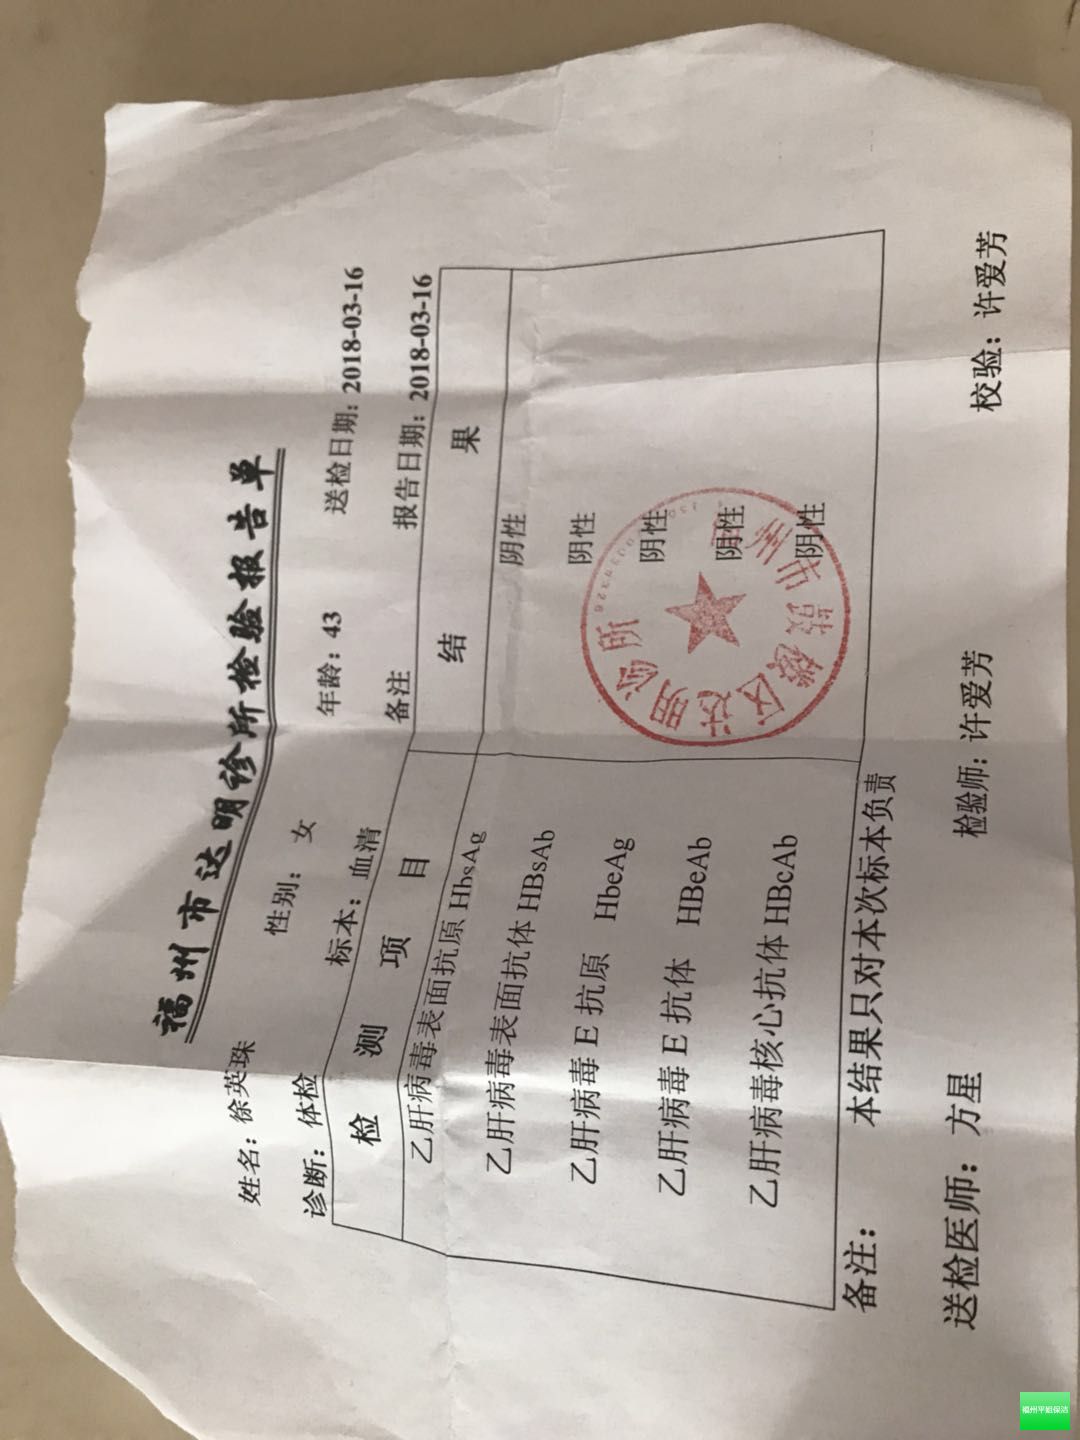 福州市达明诊所检验报告单
姓名：徐英珠 性别：女 年龄：43 送检日期：2018-03-16
诊断：体检 标本：血清 备注 报告日期：2018-03-16
检 测 项 目 结 果
乙肝病毒表面抗原 HbsAg 阴性
乙肝病毒表面抗体 HBsAb 阴性
乙肝病毒 E 抗原 HbeAg 阴性
乙肝病毒 E 抗体 HBeAb 阴性
乙肝病毒核心抗体 HBcAb 阴性
备注： 本结果只对本次标本负责
送检医师：方星 检验师：许爱芳 校验：许爱芳
福州平姐保洁